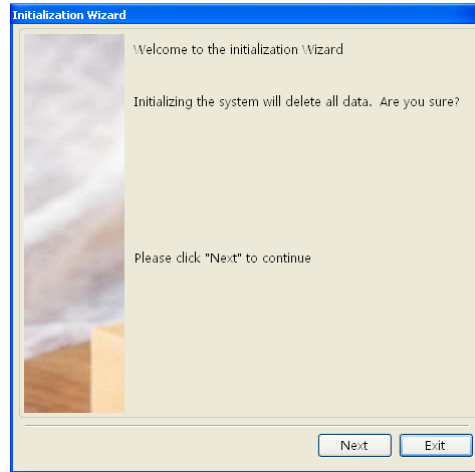 Initialization Wizard
Welcome to the initialization Wizard
Initializing the system will delete all data. Are you sure?
Please click "Next" to continue
Next
Exit